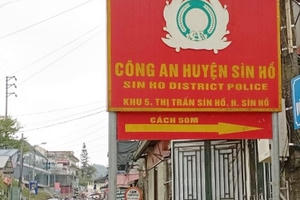 CÔNG AN HUYỆN SÌN HỒ
SIN HO DISTRICT POLICE
KHU 5. THỊ TRẤN SÌN HỒ. H. SÌN HỒ
CÁCH 50M